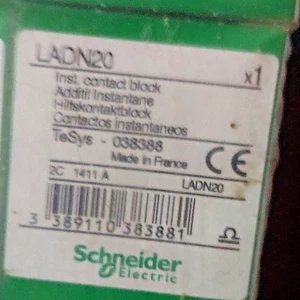 LADN20 x1
Inst. contact block
Additif Instantane
Hilfskontaktblock
Contactos instantaneos
TeSys - 038388
Made in France
CE
2C 1411 A
LADN20
3 389110 383881
Schneider
Electric